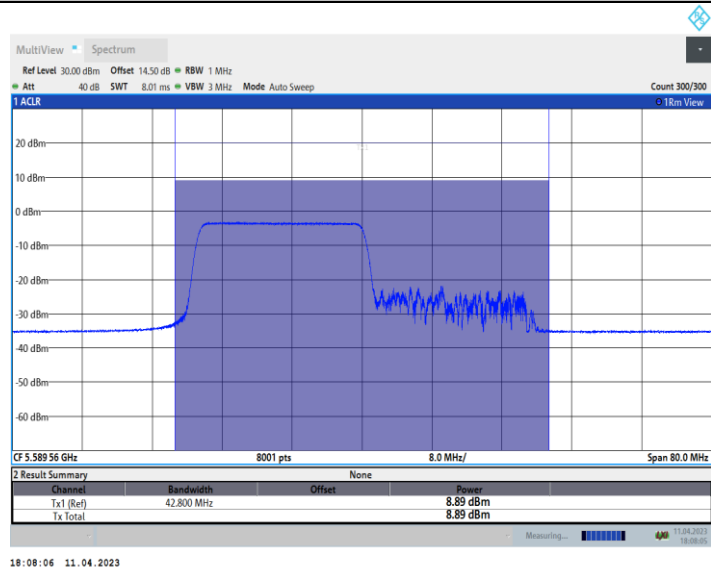 MultiView Spectrum
Ref Level 30.00 dBm Offset 14.50 dB RBW 1 MHz
Att 40 dB SWT 8.01 ms VBW 3 MHz Mode Auto Sweep Count 300/300
1 ACLR 1Rm View
20 dBm
10 dBm
0 dBm
-10 dBm
-20 dBm
-30 dBm
-40 dBm
-50 dBm
-60 dBm
CF 5.589 56 GHz 8001 pts 8.0 MHz/ Span 80.0 MHz
2 Result Summary None
Channel Bandwidth Offset Power
Tx1 (Ref) 42.800 MHz 8.89 dBm
Tx Total 8.89 dBm
Measuring... 11.04.2023
18:08:05
18:08:06 11.04.2023